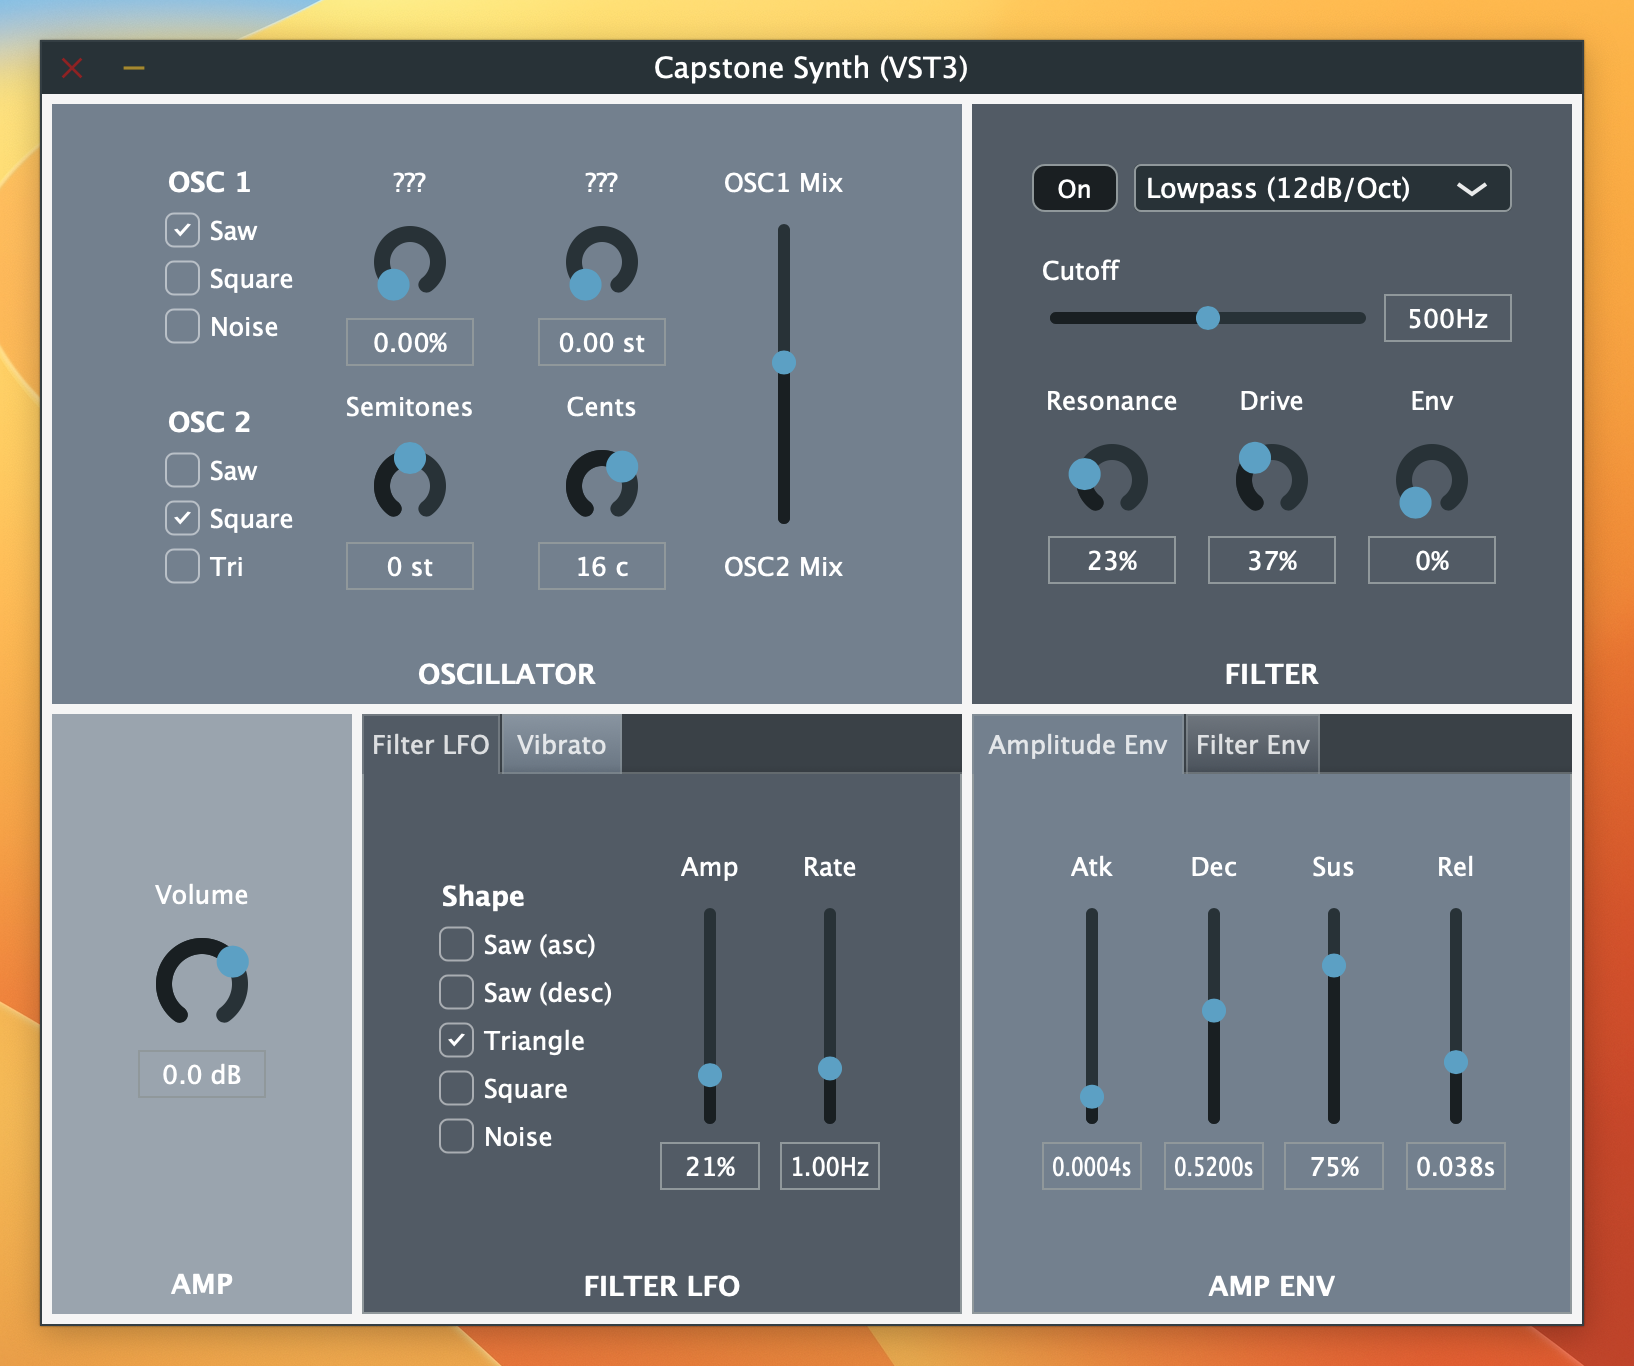 Capstone Synth (VST3)
OSC 1
Saw
Square
Noise
???
0.00%
???
0.00 st
OSC1 Mix
OSC 2
Saw
Square
Tri
Semitones
0 st
Cents
16 c
OSC2 Mix
OSCILLATOR
On
Lowpass (12dB/Oct)
Cutoff
500Hz
Resonance
Drive
Env
23%
37%
0%
FILTER
Volume
0.0 dB
AMP
Filter LFO
Vibrato
Shape
Saw (asc)
Saw (desc)
Triangle
Square
Noise
Amp
Rate
21%
1.00Hz
FILTER LFO
Amplitude Env
Filter Env
Atk
Dec
Sus
Rel
0.0004s
0.5200s
75%
0.038s
AMP ENV